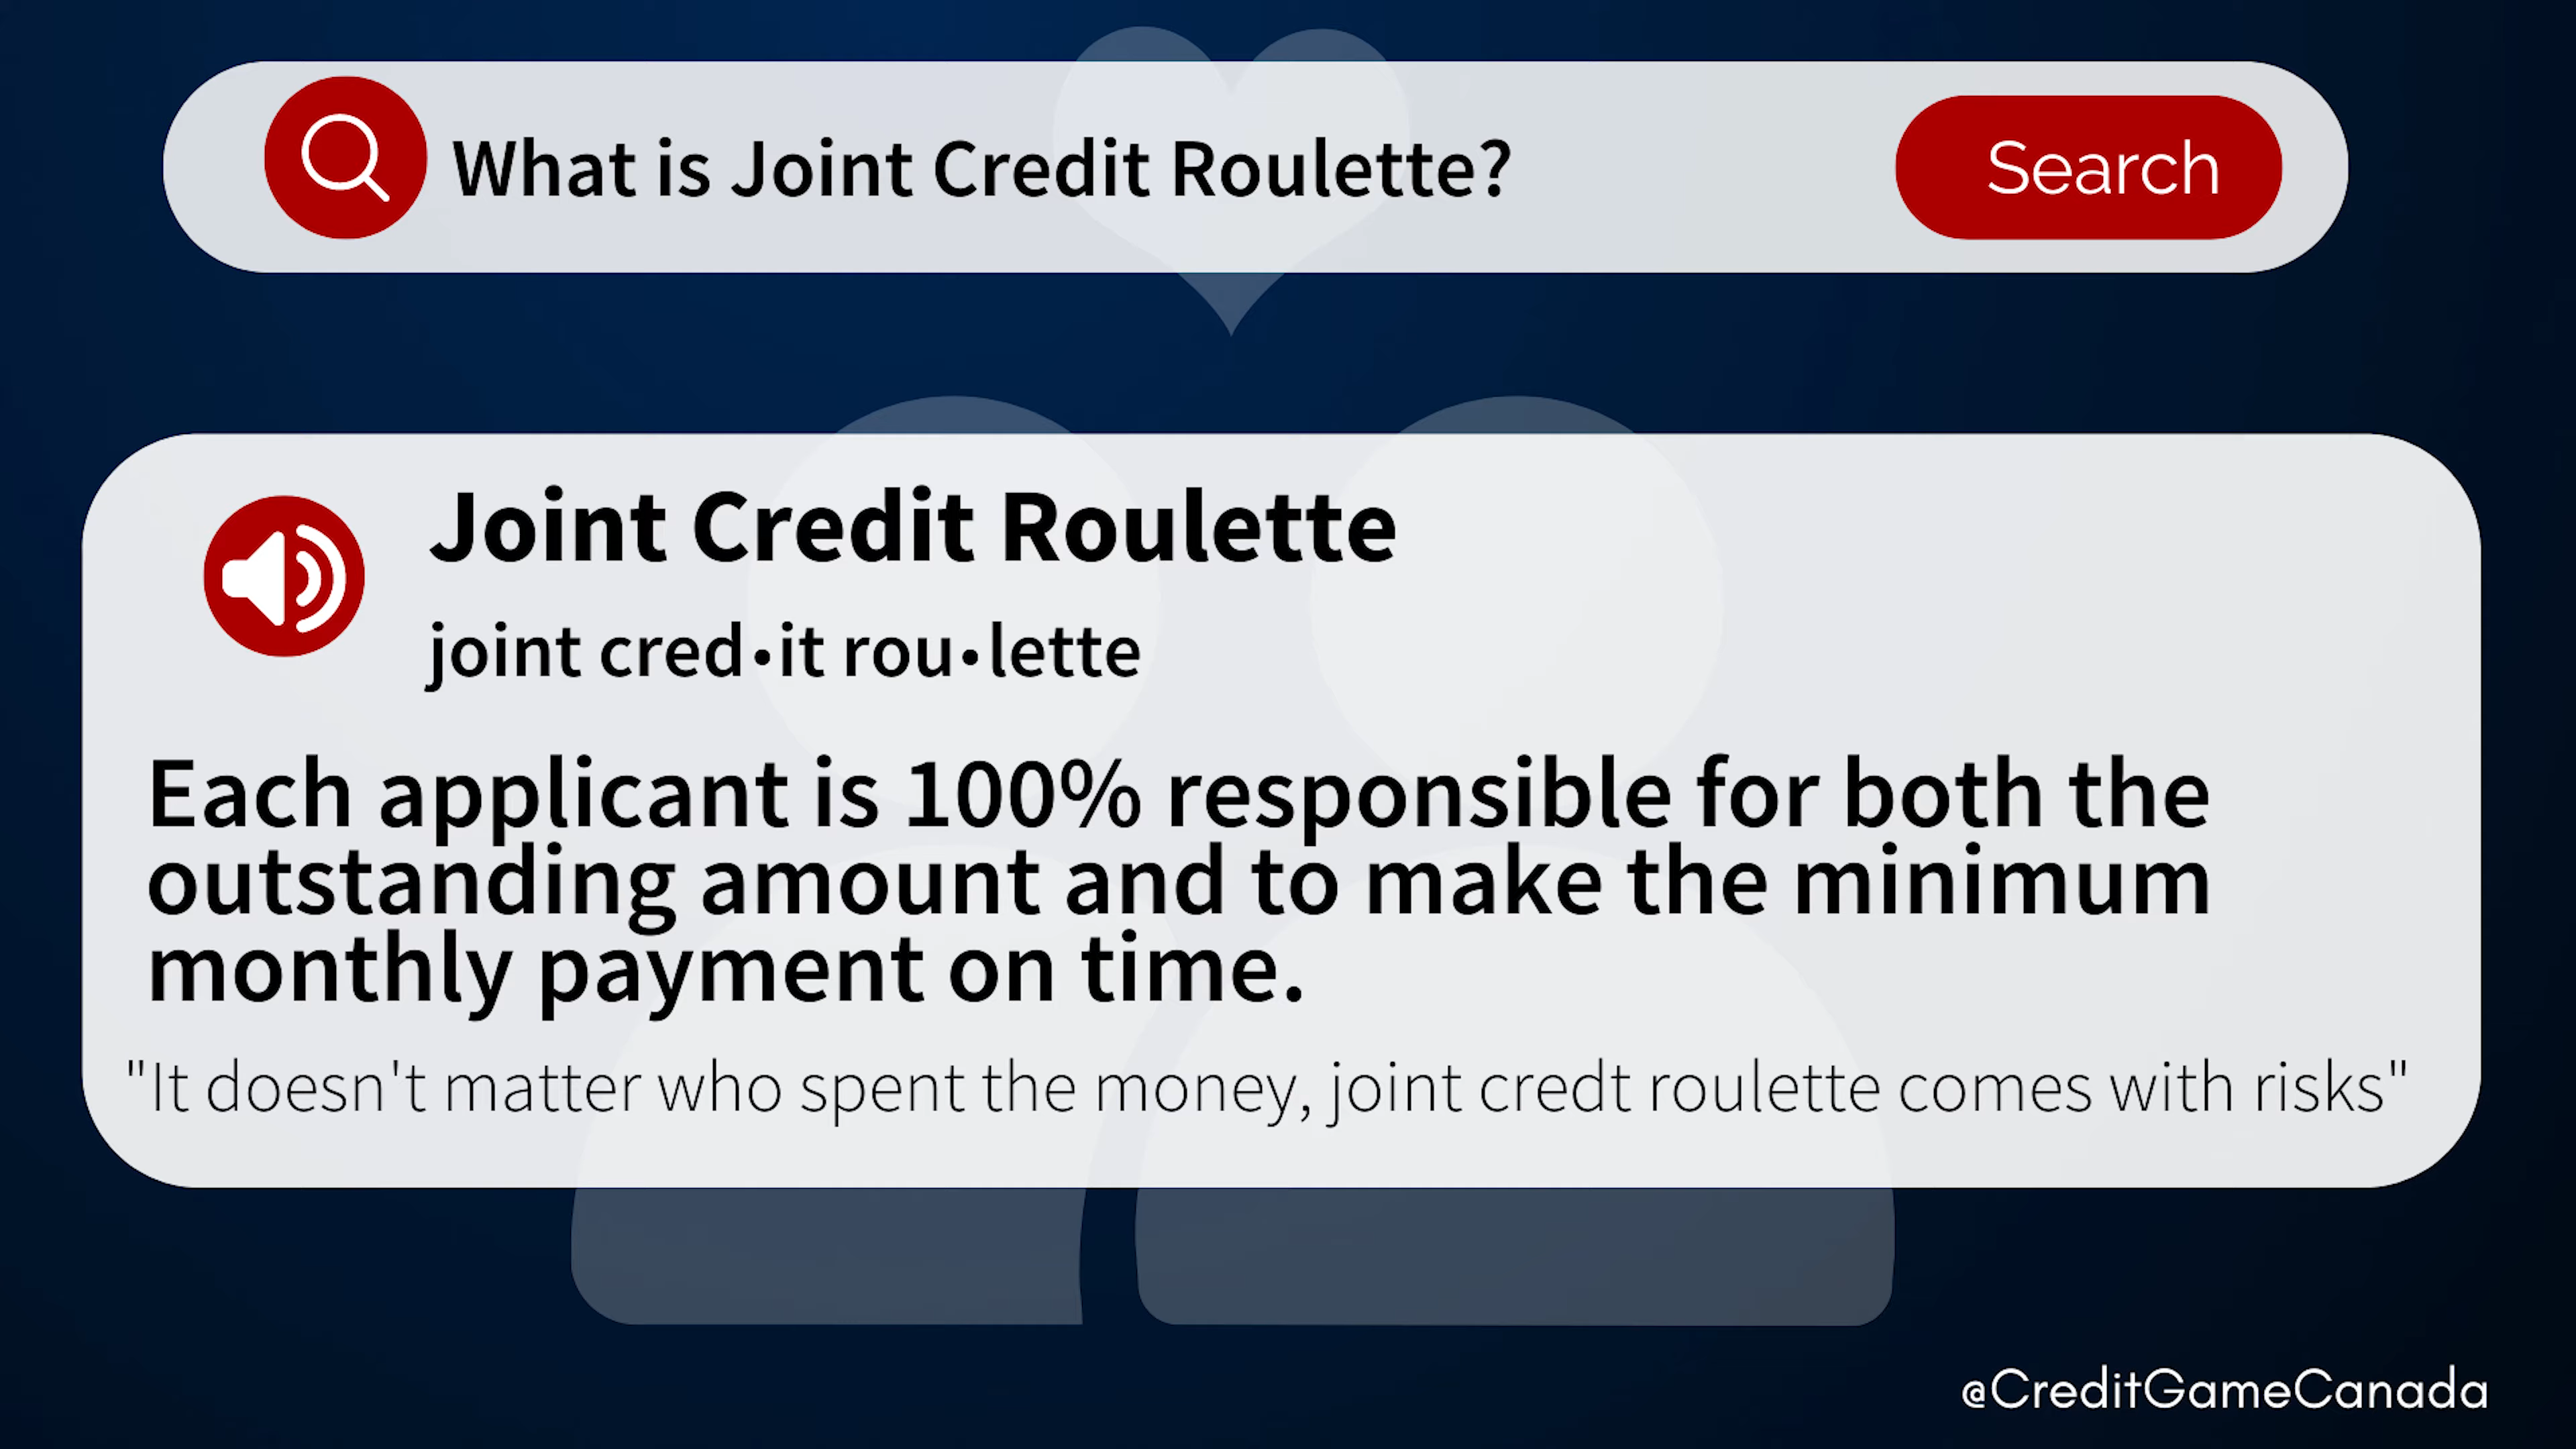 What is Joint Credit Roulette?
Search
Joint Credit Roulette
joint cred•it rou•lette
Each applicant is 100% responsible for both the
outstanding amount and to make the minimum
monthly payment on time.
"It doesn't matter who spent the money, joint credt roulette comes with risks"
@CreditGameCanada